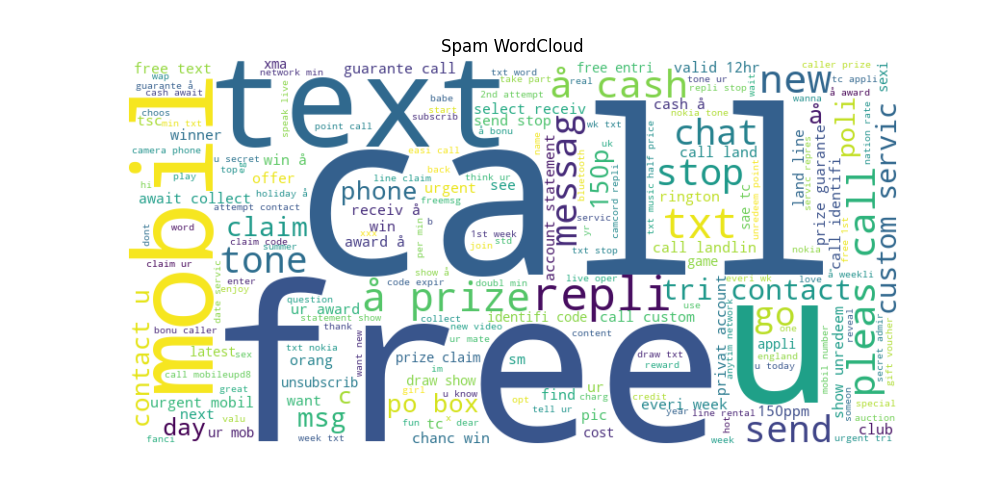 Spam WordCloud
free text
xma
network min
guarante call
txt word
take part
real
free entri
valid 12hr
new
caller prize
tc appli
sexi
wap
guarante å
cash await
choos
min txt
tsc
winner
text
speak live
babe
start
subscrib
point call
2nd attempt
å bonu
select receiv
send stop
å cash
cash å
tone ur
repli stop
wait
wanna
å award
nokia tone
camera phone
u secret
top
eg
win å
offer
play
hi
await collect
attempt contact
holiday å
mobil
call
easi call
back
think ur
line claim
freemsg
urgent
see
phone
receiv å
win
award å
xxx
b
per min
1st week
join
std
name
account statement
messag
wk txt
uk
150p
yr
servic
txt stop
camcord repli
bluetooth
txt music half price
chat
call land
stop
rington
txt
sae tc
unredeem point
call landlin
game
land line
servic repres
prize guarante
å
call identifi
free 1st
poli
nation rate
custom servic
pleas call
weekli
nokia
love
dont
word
claim ur
claim
claim code
summer
tone
enter
enjoy
date servic
bonu caller
contact u
code expir
show å
doubl min
live oper
everi wk
use
tri contact
free
å prize
repli
question
ur award
statement show
thank
collect
new video
ur mate
identifi code
call custom
content
u
go
one
england
appli
u today
privat account
anytim network
mobil number
reveal
show unredeem
someon
secret admir
gift voucher
latest
sex
call mobileupd8
great
urgent mobil
next
valu
day
fanci
ur mob
week txt
txt nokia
orang
want new
unsubscrib
want
c
msg
prize claim
im
sm
draw show
girl
u know
po box
opt
fun
tc
x
dear
chanc win
tell ur
find
ur
charg
credit
pic
cost
draw txt
reward
everi week
year
line rental
hot
week
150ppm
send
special
auction
club
urgent tri